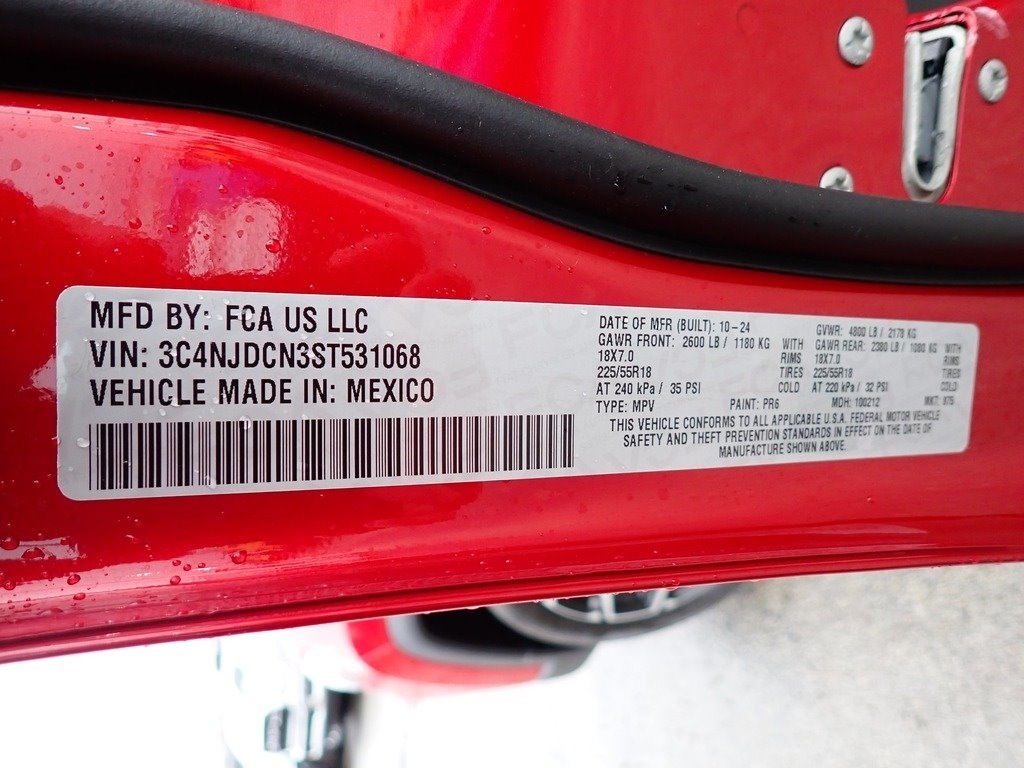 MFD BY: FCA US LLC
VIN: 3C4NJDCN3ST531068
VEHICLE MADE IN: MEXICO
DATE OF MFR (BUILT): 10-24 GVWR: 4800 LB / 2178 KG
GAWR FRONT: 2600 LB / 1180 KG WITH GAWR REAR: 2380 LB / 1080 KG WITH
18X7.0 RIMS 18X7.0 RIMS
225/55R18 TIRES 225/55R18 TIRES
AT 240 kPa / 35 PSI COLD AT 220 kPa / 32 PSI COLD
TYPE: MPV PAINT: PR6 MDH: 100212 MKT: 975
THIS VEHICLE CONFORMS TO ALL APPLICABLE U.S.A. FEDERAL MOTOR VEHICLE
SAFETY AND THEFT PREVENTION STANDARDS IN EFFECT ON THE DATE OF
MANUFACTURE SHOWN ABOVE.